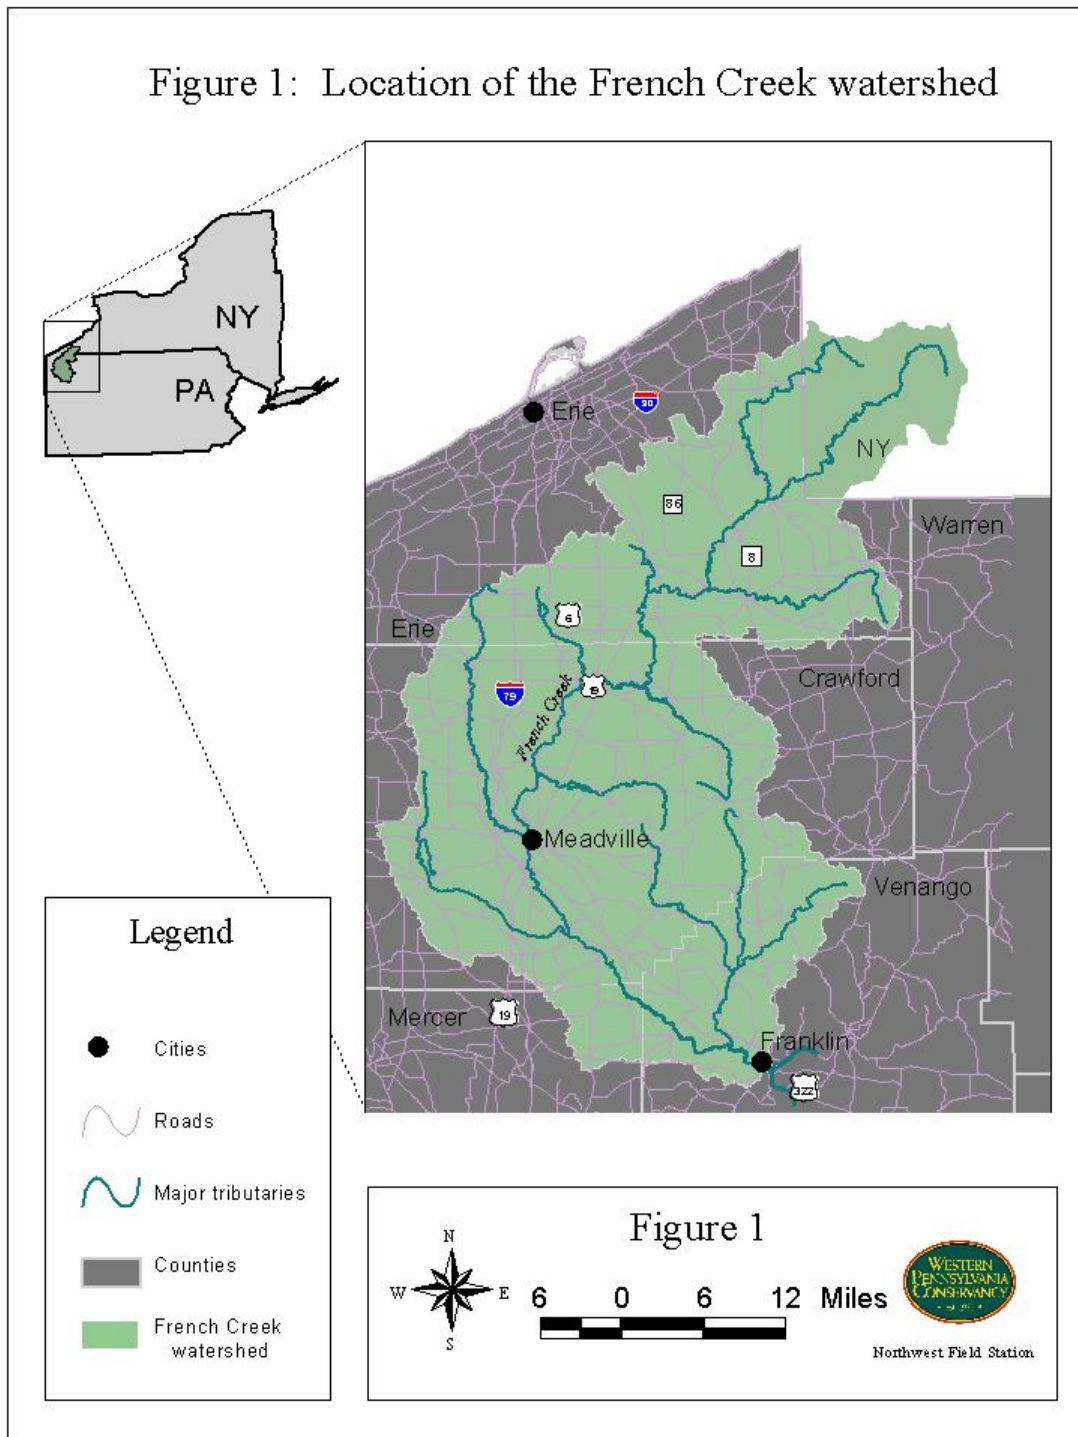 Figure 1: Location of the French Creek watershed
NY
PA
Erie
90
NY
86
Warren
8
6
Erie
Crawford
79
19
French Creek
Meadville
Venango
Mercer
19
Franklin
322
Legend
Cities
Roads
Major tributaries
Counties
French Creek
watershed
Figure 1
N
W E
S
6 0 6 12 Miles
WESTERN
PENNSYLVANIA
CONSERVANCY
Northwest Field Station